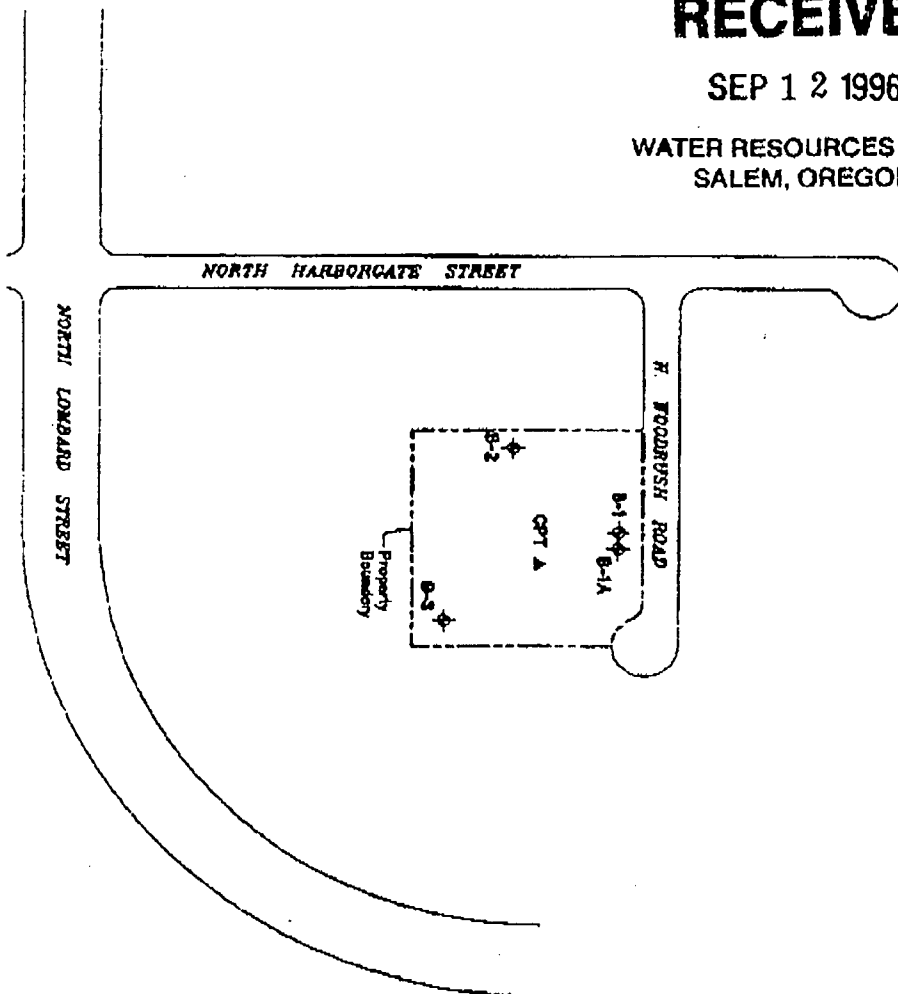 RECEIVE
SEP 1 2 1996
WATER RESOURCES
SALEM, OREGO
NORTH HARBORGATE STREET
NORTH LOMBARD STREET
N. WOODRUSH ROAD
B-2
B-1
B-1A
CPT
B-3
Property
Boundary